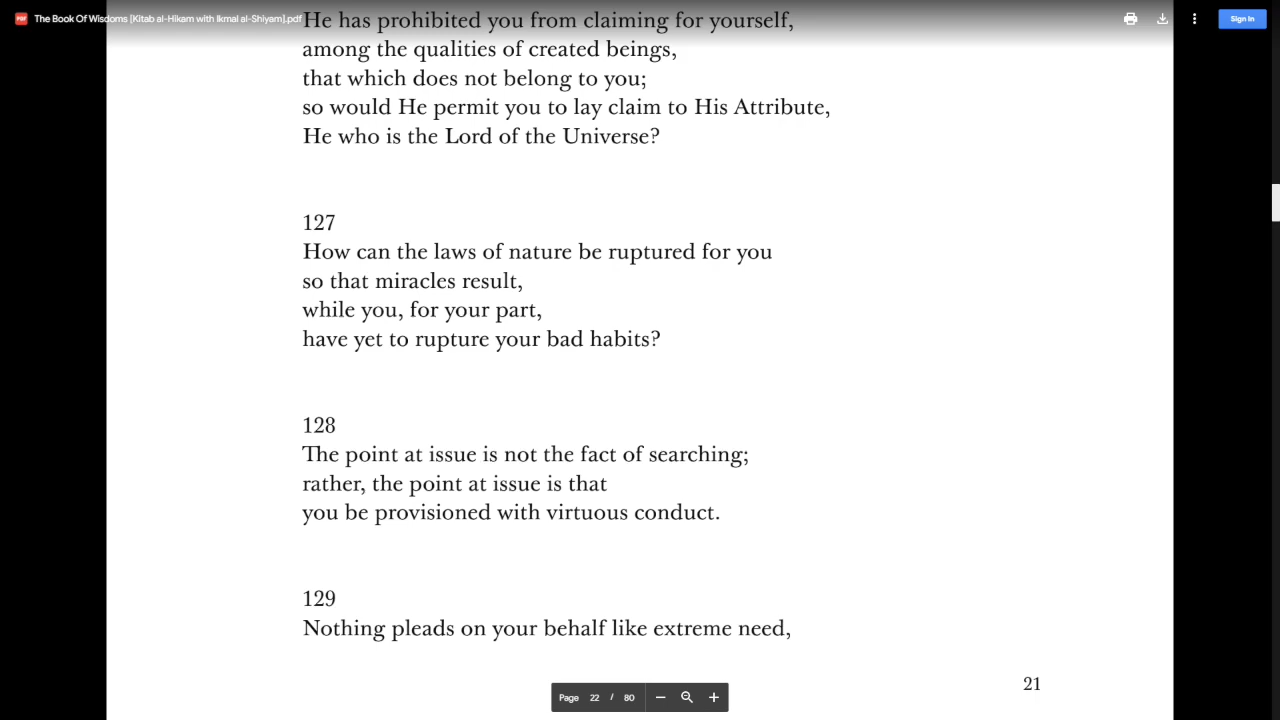 The Book Of Wisdoms [Kitab al-Hikam with Ikmal al-Shiyam].pdf
Sign In
He has prohibited you from claiming for yourself,
among the qualities of created beings,
that which does not belong to you;
so would He permit you to lay claim to His Attribute,
He who is the Lord of the Universe?
127
How can the laws of nature be ruptured for you
so that miracles result,
while you, for your part,
have yet to rupture your bad habits?
128
The point at issue is not the fact of searching;
rather, the point at issue is that
you be provisioned with virtuous conduct.
129
Nothing pleads on your behalf like extreme need,
21
Page 22 / 80